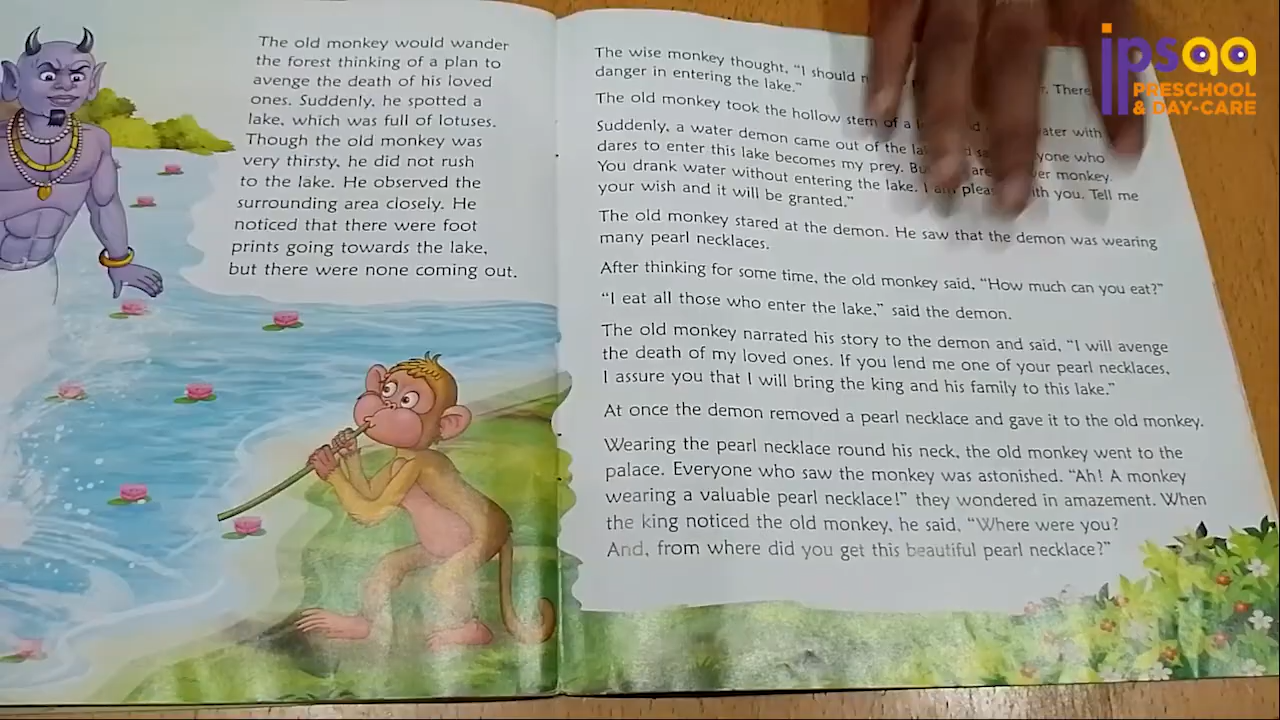 The old monkey would wander
the forest thinking of a plan to
avenge the death of his loved
ones. Suddenly, he spotted a
lake, which was full of lotuses.
Though the old monkey was
very thirsty, he did not rush
to the lake. He observed the
surrounding area closely. He
noticed that there were foot
prints going towards the lake,
but there were none coming out.
The wise monkey thought, “I should
There
danger in entering the lake.”
The old monkey took the hollow stem of a
with
Suddenly, a water demon came out of the
who
dares to enter this lake becomes my prey.
monkey.
You drank water without entering the lake. I
you. Tell me
your wish and it will be granted.”
The old monkey stared at the demon. He saw that the demon was wearing
many pearl necklaces.
After thinking for some time, the old monkey said, “How much can you eat?”
“I eat all those who enter the lake,” said the demon.
The old monkey narrated his story to the demon and said, “I will avenge
the death of my loved ones. If you lend me one of your pearl necklaces,
I assure you that I will bring the king and his family to this lake.”
At once the demon removed a pearl necklace and gave it to the old monkey.
Wearing the pearl necklace round his neck, the old monkey went to the
palace. Everyone who saw the monkey was astonished. “Ah! A monkey
wearing a valuable pearl necklace!” they wondered in amazement. When
the king noticed the old monkey, he said, “Where were you?
And, from where did you get this beautiful pearl necklace?”
ipsaa
PRESCHOOL
& DAY-CARE